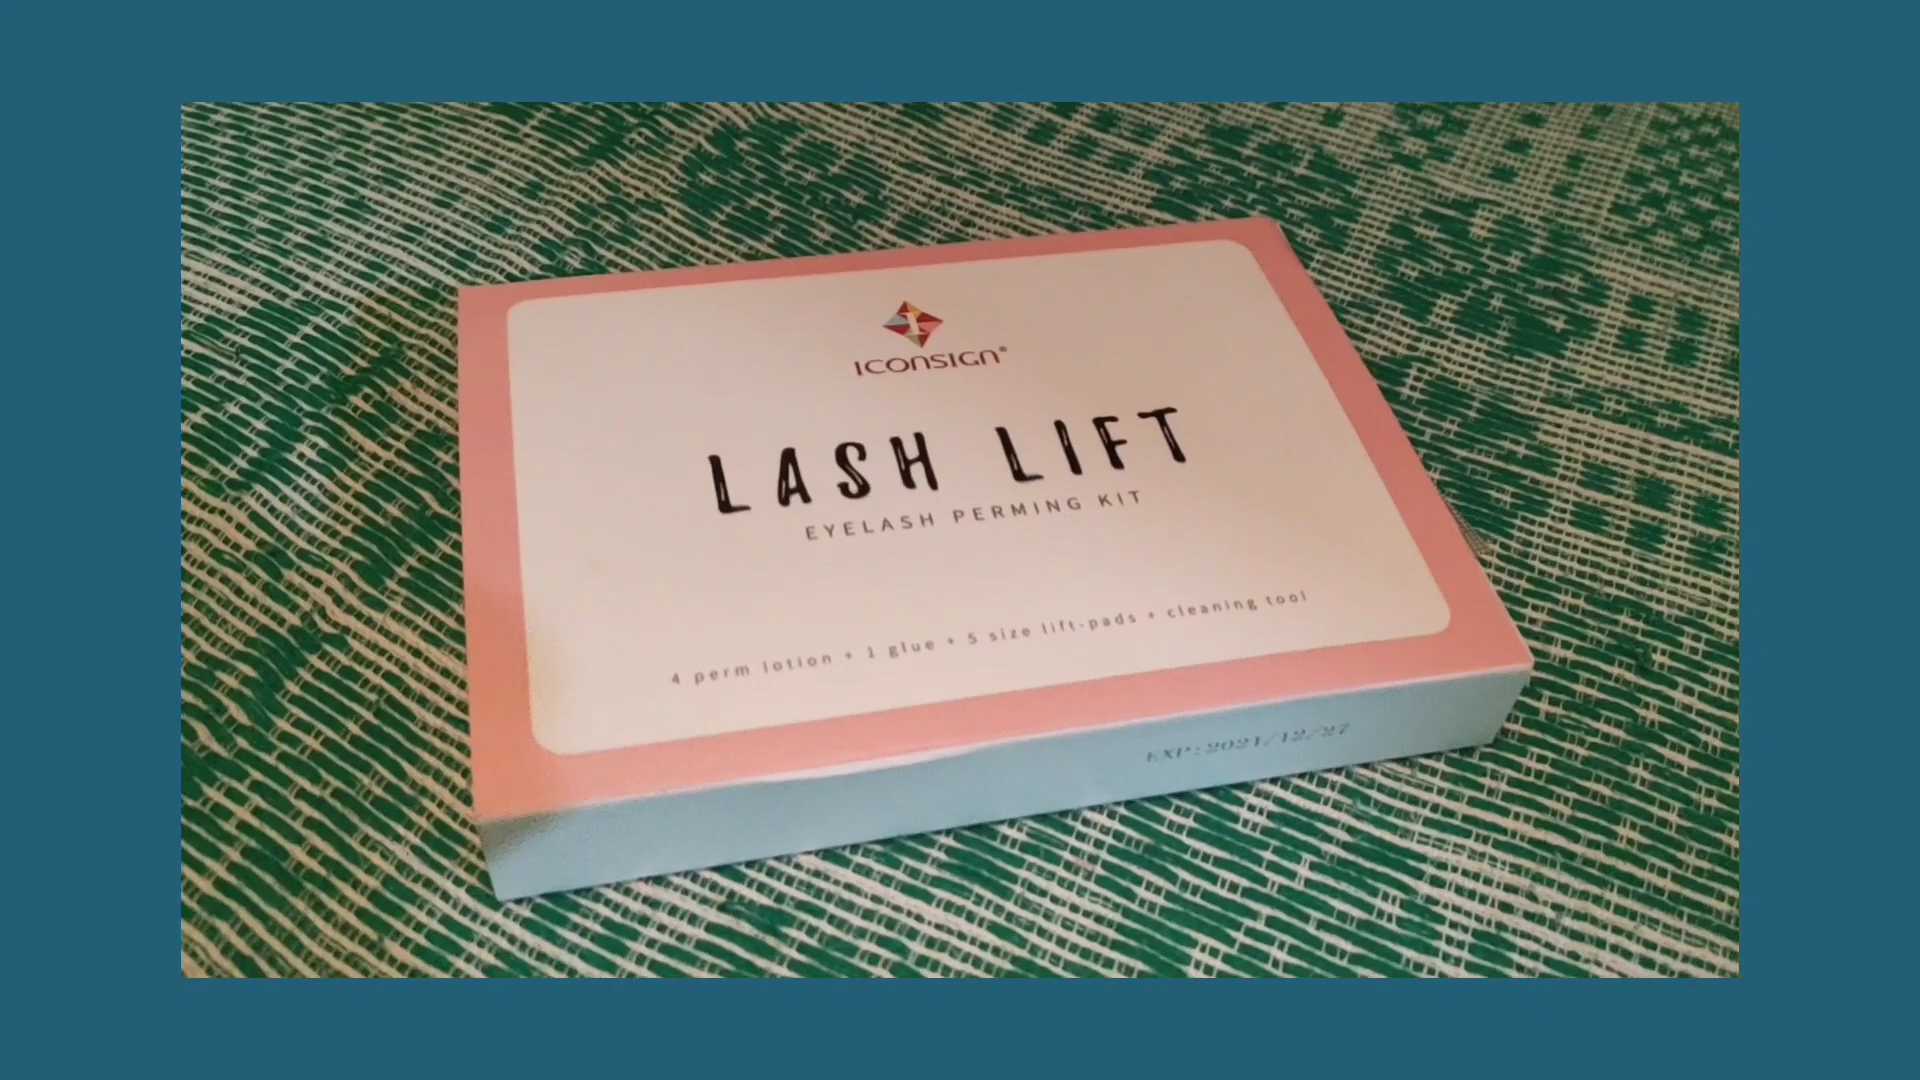 ICONSIGN®
LASH LIFT
EYELASH PERMING KIT
4 perm lotion + 1 glue + 5 size lift-pads + cleaning tool
EXP:2021/12/27